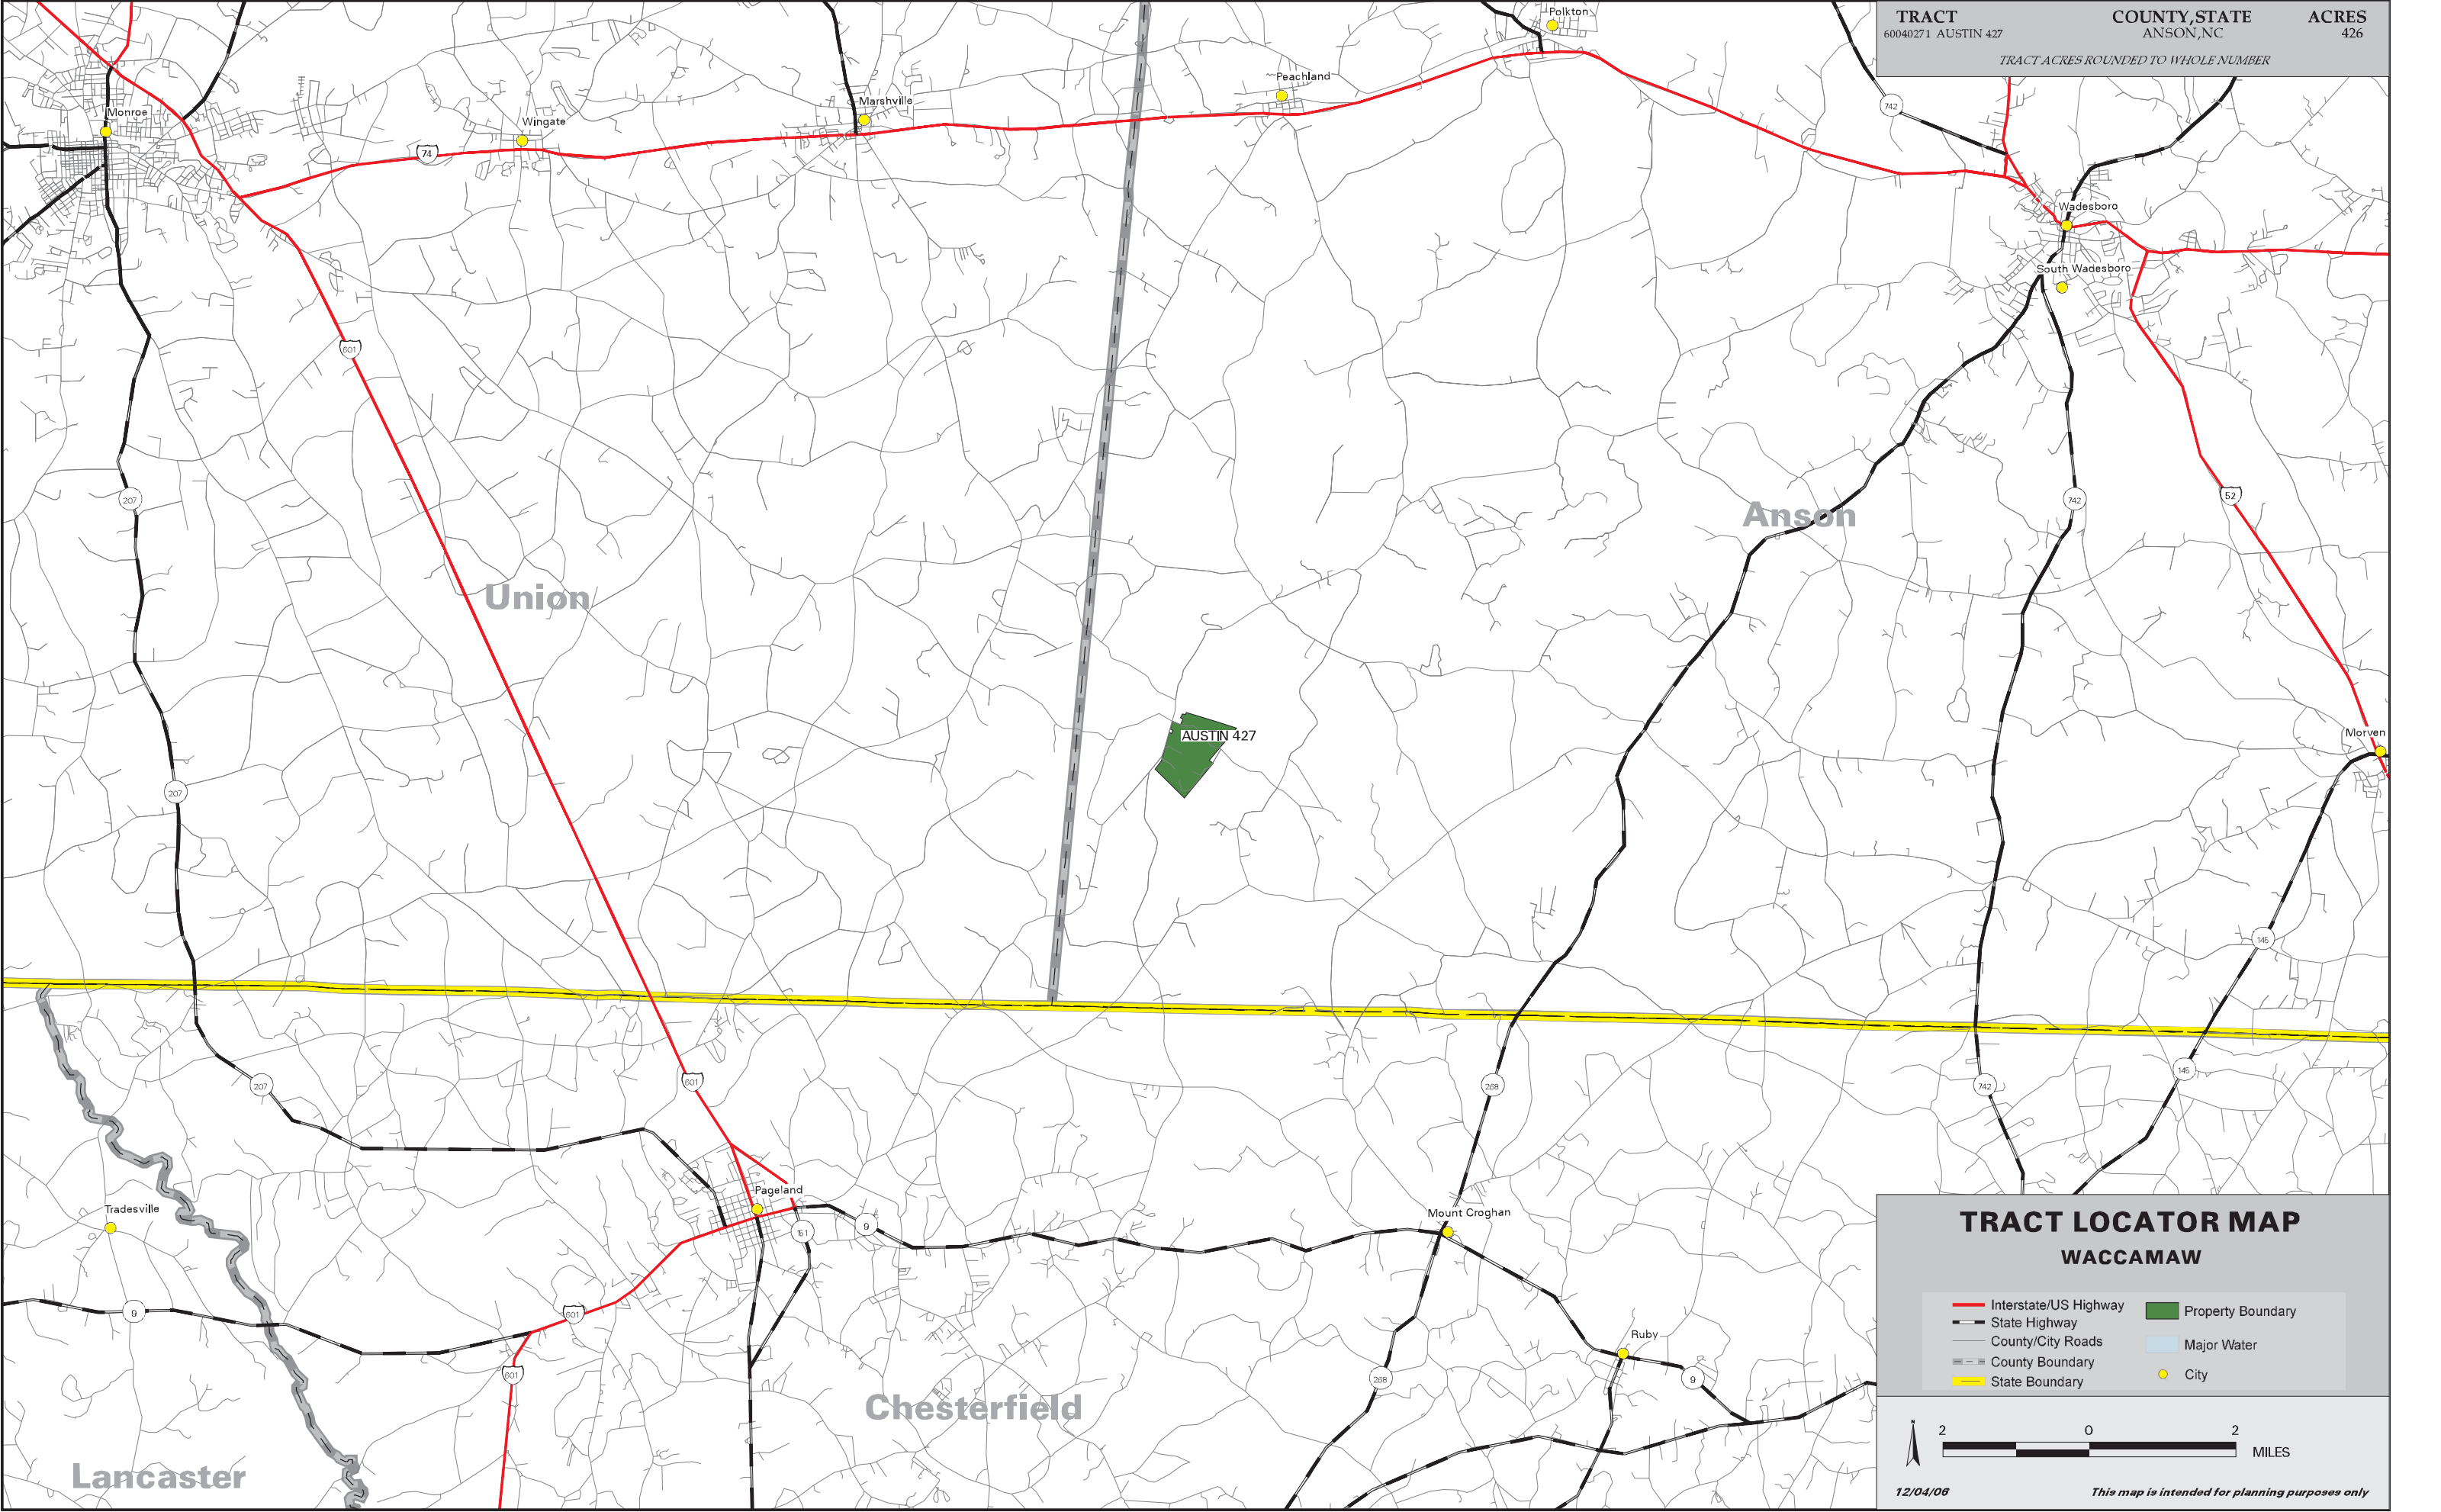 TRACT COUNTY,STATE ACRES
60040271 AUSTIN 427 ANSON,NC 426
TRACT ACRES ROUNDED TO WHOLE NUMBER
Polkton
Peachland
Marshville
742
Monroe
Wingate
74
Wadesboro
South Wadesboro
601
207
742
52
Anson
Union
AUSTIN 427
Morven
207
145
601
207
268
742
145
Pageland
Tradesville
Mount Croghan
9
151
9
601
Ruby
601
268
9
Chesterfield
Lancaster
TRACT LOCATOR MAP
WACCAMAW
Interstate/US Highway
State Highway
County/City Roads
County Boundary
State Boundary
Property Boundary
Major Water
City
N
2 0 2
MILES
12/04/06
This map is intended for planning purposes only